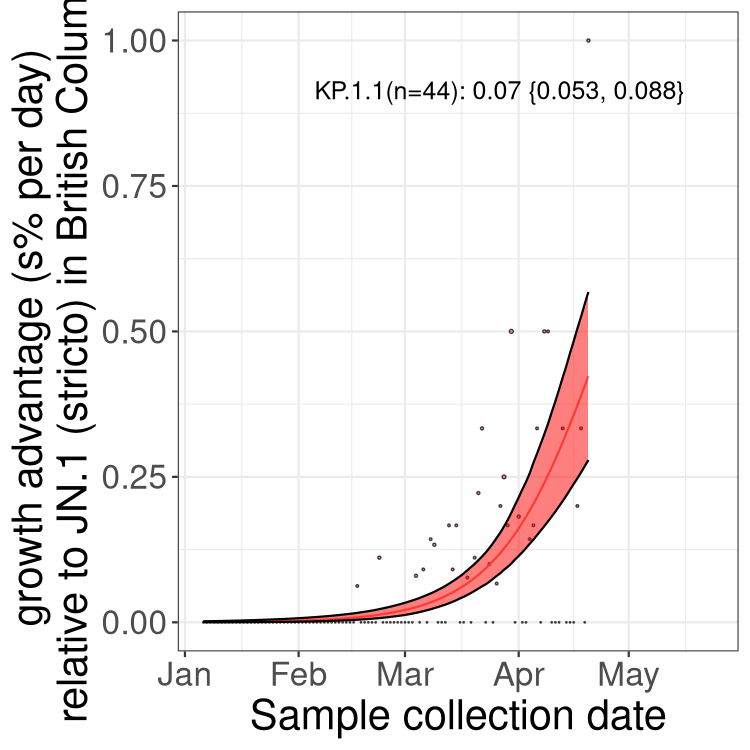 growth advantage (s% per day)
relative to JN.1 (stricto) in British Colum
1.00
0.75
0.50
0.25
0.00
KP.1.1(n=44): 0.07 {0.053, 0.088}
Jan Feb Mar Apr May
Sample collection date